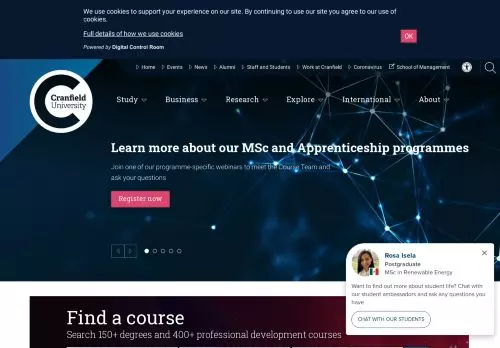 We use cookies to support your experience on our site. By continuing to use our site you agree to our use of
cookies.
Full details of how we use cookies
OK
Powered by Digital Control Room
Home
Events
News
Alumni
Staff and Students
Work at Cranfield
Coronavirus
School of Management
Cranfield
University
Study
Business
Research
Explore
International
About
Learn more about our MSc and Apprenticeship programmes
Join one of our programme-specific webinars to meet the Course Team and
ask your questions
Register now
Rosa Isela
Postgraduate
MSc in Renewable Energy
Want to find out more about student life? Chat with
our student ambassadors and ask any questions you
have
CHAT WITH OUR STUDENTS
Find a course
Search 150+ degrees and 400+ professional development courses